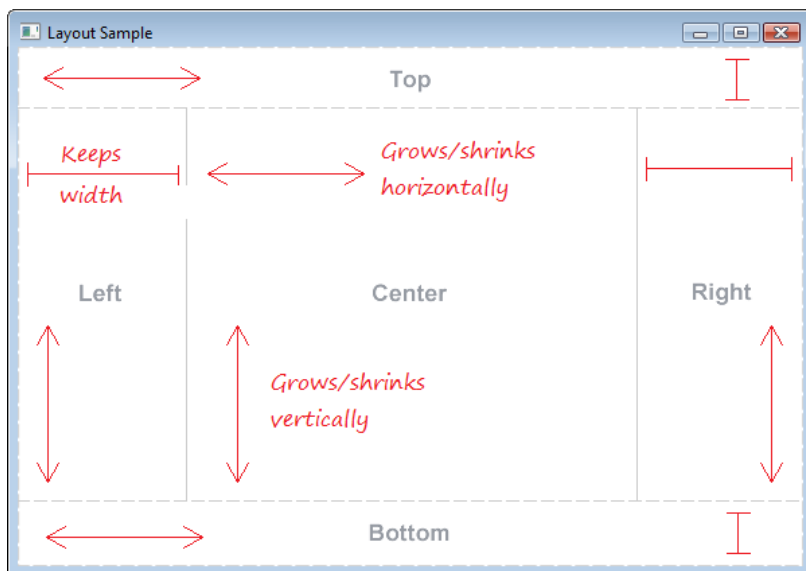 Layout Sample
Top
Keeps
width
Grows/shrinks
horizontally
Left
Center
Right
Grows/shrinks
vertically
Bottom